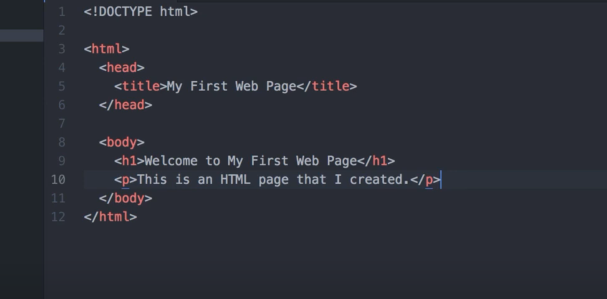 1 <!DOCTYPE html>
2
3 <html>
4 <head>
5 <title>My First Web Page</title>
6 </head>
7
8 <body>
9 <h1>Welcome to My First Web Page</h1>
10 <p>This is an HTML page that I created.</p>
11 </body>
12 </html>